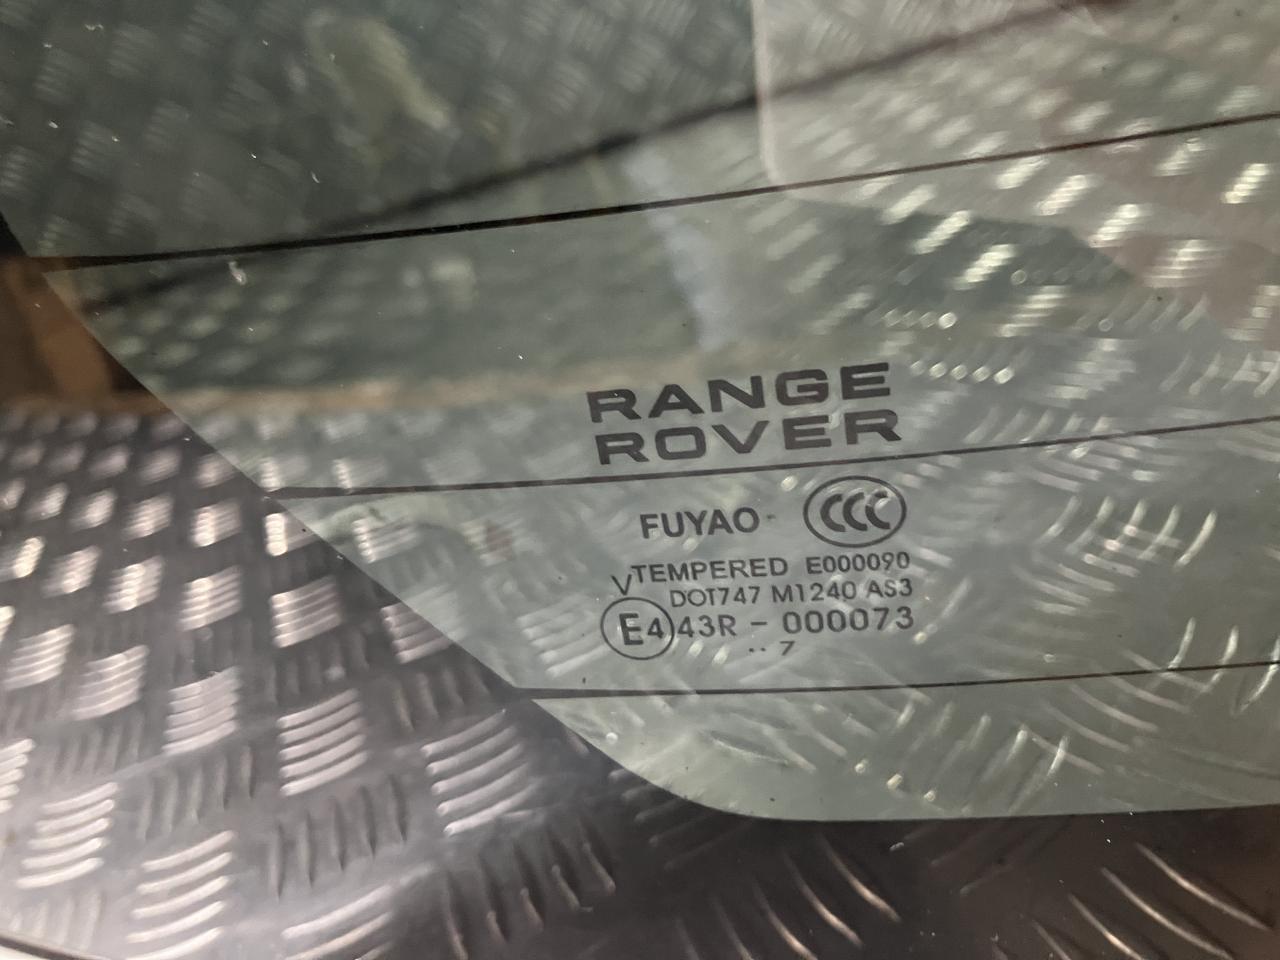 RANGE
ROVER
FUYAO
CCC
TEMPERED E000090
V
DOT747 M1240 AS3
E4 43R - 000073
.. 7